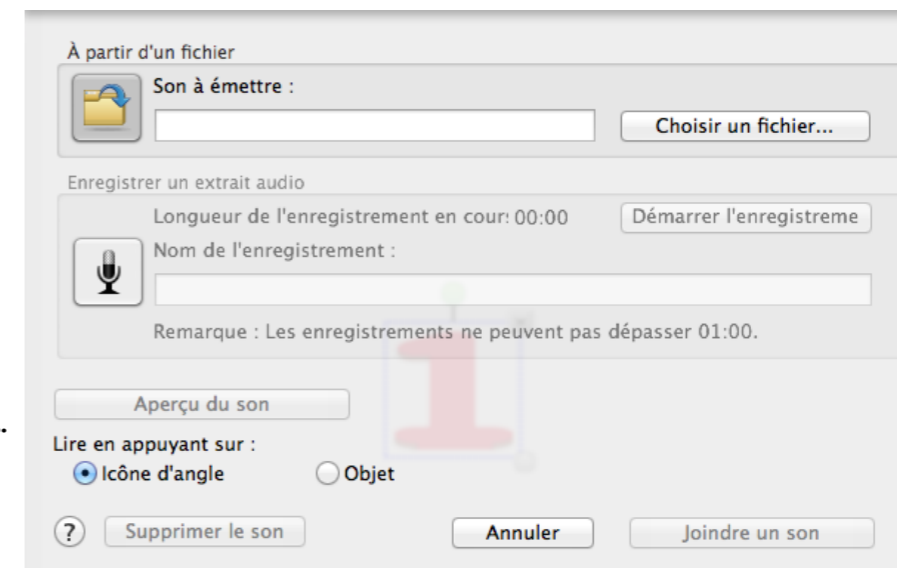 À partir d'un fichier
Son à émettre :
Choisir un fichier...
Enregistrer un extrait audio
Longueur de l'enregistrement en cour: 00:00
Démarrer l'enregistreme
Nom de l'enregistrement :
Remarque : Les enregistrements ne peuvent pas dépasser 01:00.
1
Aperçu du son
Lire en appuyant sur :
Icône d'angle
Objet
?
Supprimer le son
Annuler
Joindre un son